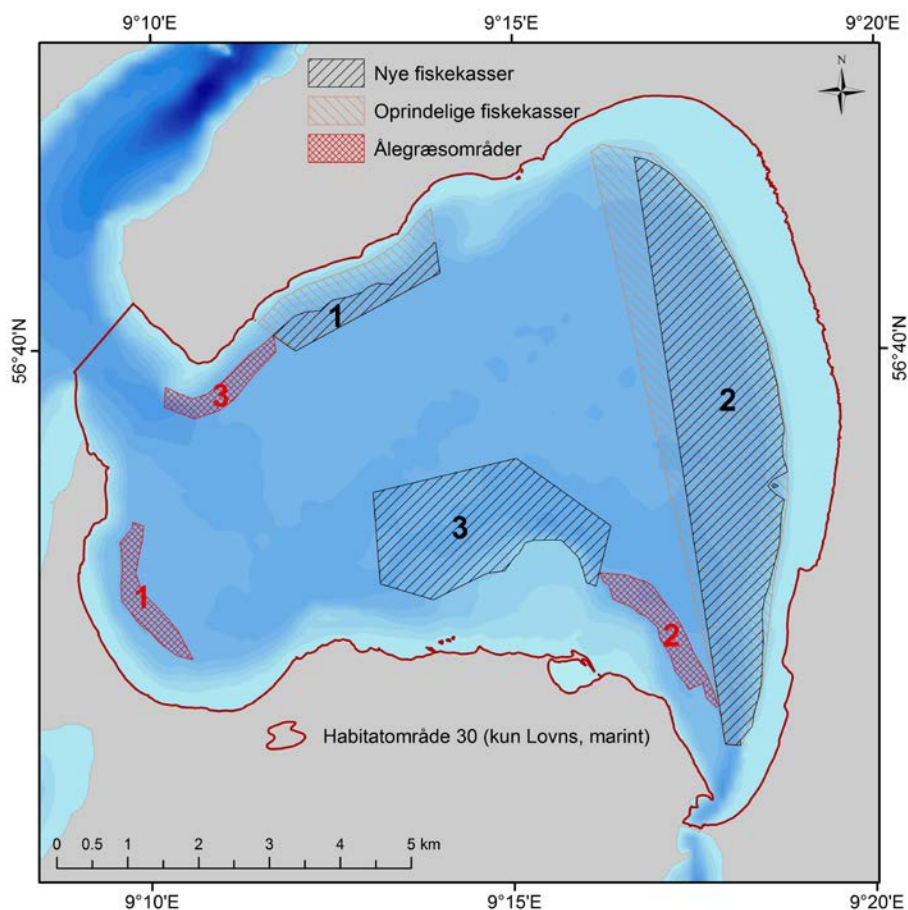 9°10'E 9°15'E 9°20'E
N
Nye fiskekasser
Oprindelige fiskekasser
Ålegræsområder
56°40'N
56°40'N
1
2
3
3
1
2
Habitatområde 30 (kun Lovns, marint)
0 0.5 1 2 3 4 5 km
9°10'E 9°15'E 9°20'E